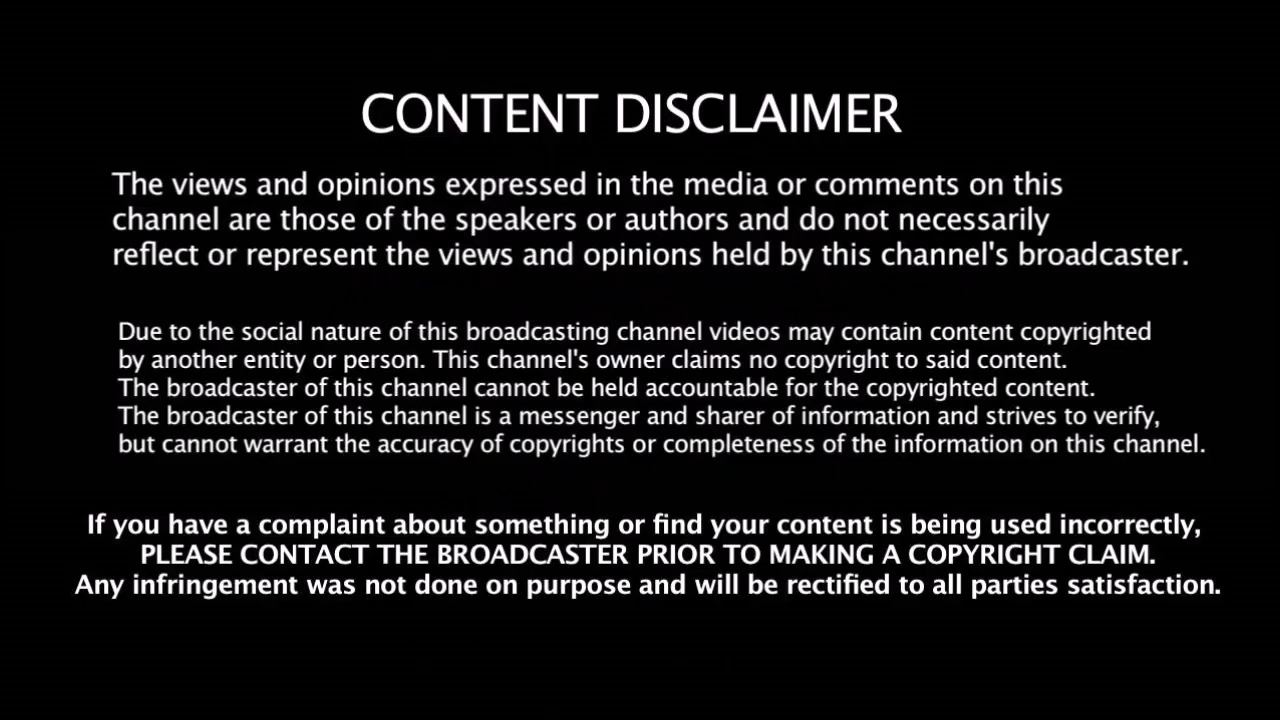 CONTENT DISCLAIMER
The views and opinions expressed in the media or comments on this
channel are those of the speakers or authors and do not necessarily
reflect or represent the views and opinions held by this channel's broadcaster.
Due to the social nature of this broadcasting channel videos may contain content copyrighted
by another entity or person. This channel's owner claims no copyright to said content.
The broadcaster of this channel cannot be held accountable for the copyrighted content.
The broadcaster of this channel is a messenger and sharer of information and strives to verify,
but cannot warrant the accuracy of copyrights or completeness of the information on this channel.
If you have a complaint about something or find your content is being used incorrectly,
PLEASE CONTACT THE BROADCASTER PRIOR TO MAKING A COPYRIGHT CLAIM.
Any infringement was not done on purpose and will be rectified to all parties satisfaction.